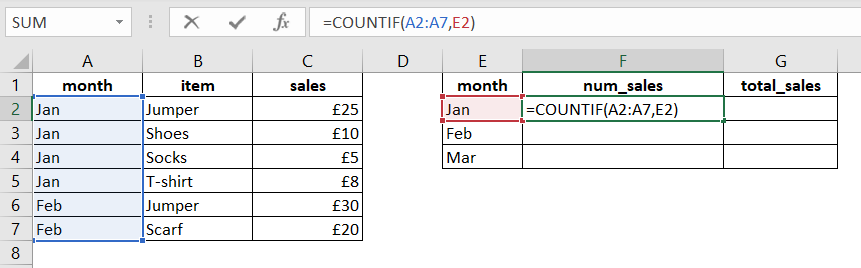 SUM =COUNTIF(A2:A7,E2)
A B C D E F G
1 month item sales month num_sales total_sales
2 Jan Jumper £25 Jan =COUNTIF(A2:A7,E2)
3 Jan Shoes £10 Feb
4 Jan Socks £5 Mar
5 Jan T-shirt £8
6 Feb Jumper £30
7 Feb Scarf £20
8